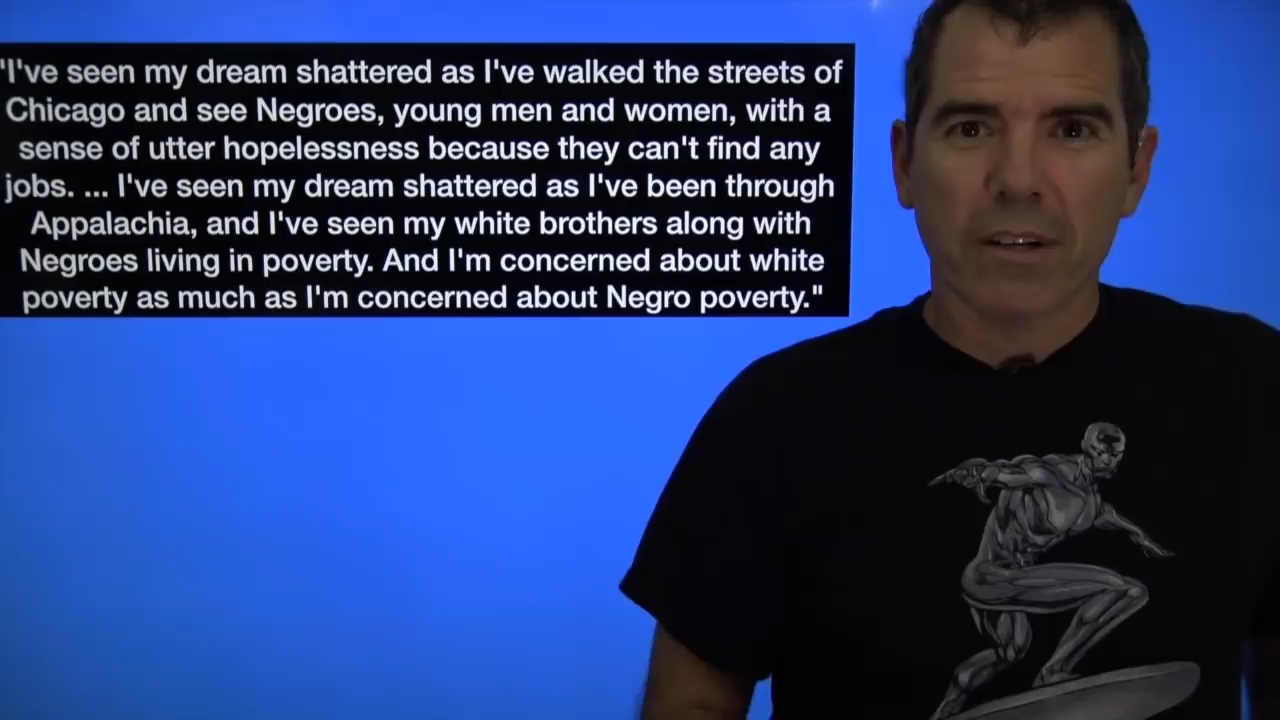 "I've seen my dream shattered as I've walked the streets of
Chicago and see Negroes, young men and women, with a
sense of utter hopelessness because they can't find any
jobs. ... I've seen my dream shattered as I've been through
Appalachia, and I've seen my white brothers along with
Negroes living in poverty. And I'm concerned about white
poverty as much as I'm concerned about Negro poverty."